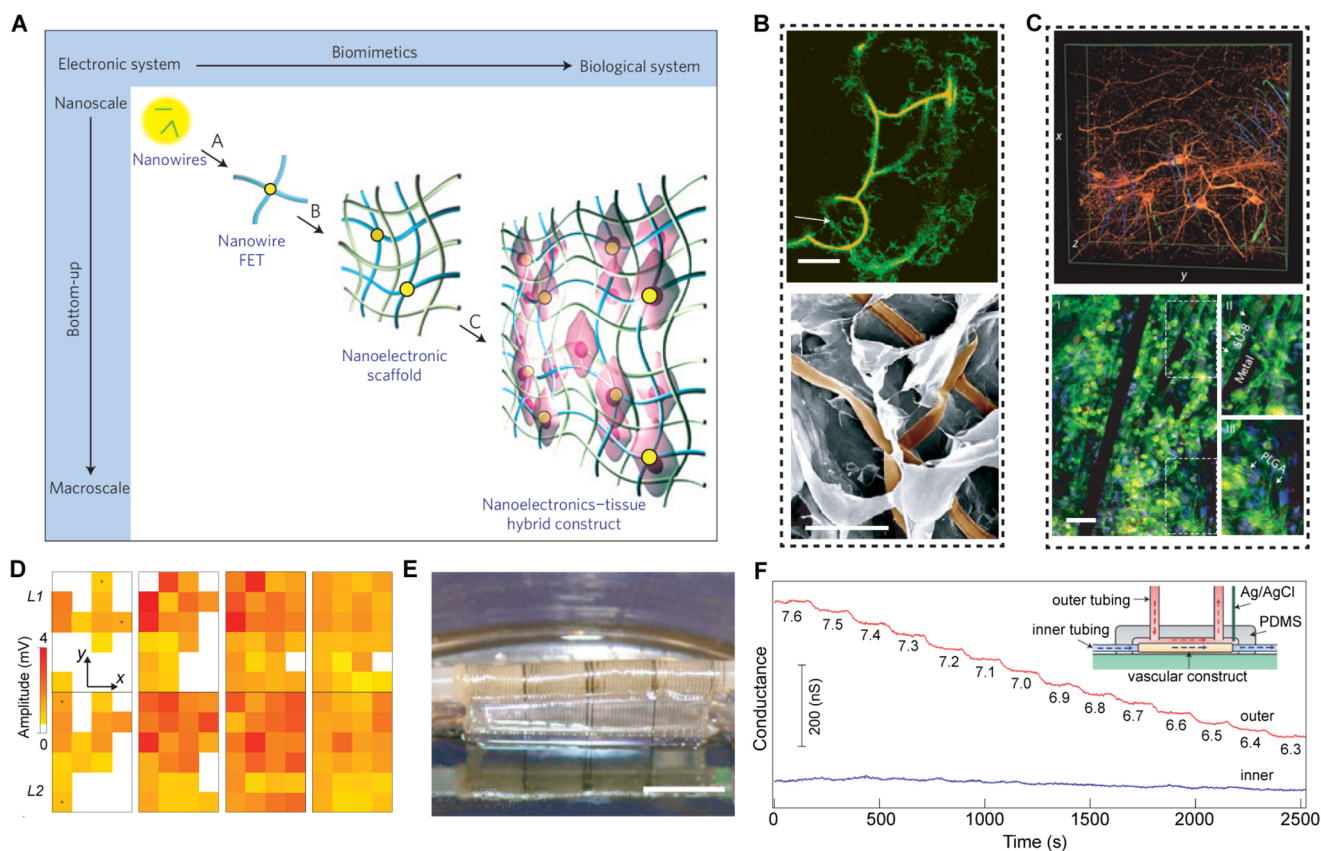 A
Electronic system
Biomimetics
Biological system
Nanoscale
Bottom-up
Macroscale
Nanowires
A
Nanowire
FET
B
Nanoelectronic
scaffold
C
Nanoelectronics–tissue
hybrid construct
B
C
x
z
y
I
II
SU-8
Metal
III
PLGA
D
L1
4
Amplitude (mV)
y
x
0
L2
E
F
Conductance
200 (nS)
7.6
7.5
7.4
7.3
7.2
7.1
7.0
6.9
6.8
6.7
6.6
6.5
6.4
6.3
outer
inner
outer tubing
inner tubing
Ag/AgCl
PDMS
vascular construct
0
500
1000
1500
2000
2500
Time (s)